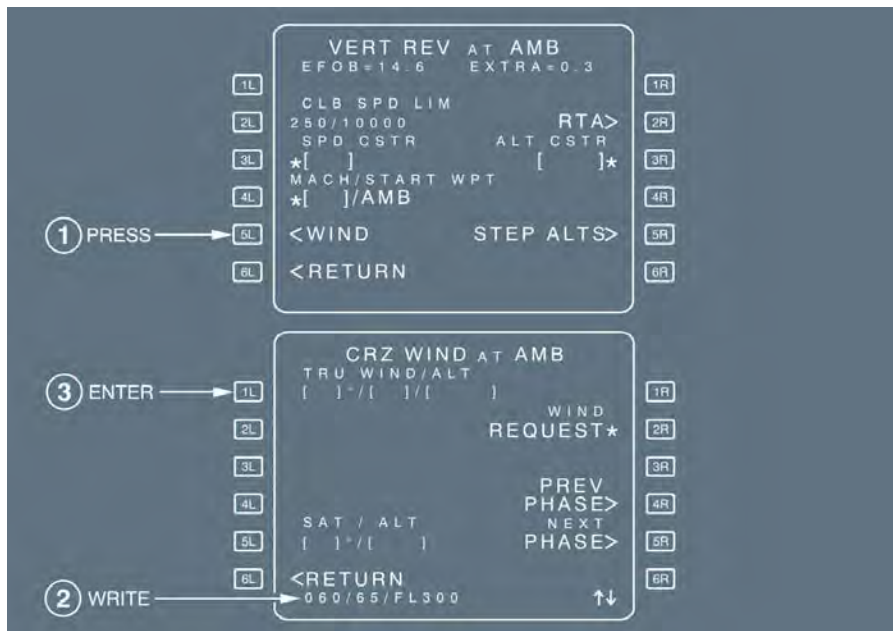 VERT REV AT AMB
EFOB=14.6 EXTRA=0.3
1L 1R
CLB SPD LIM
2L 250/10000 RTA> 2R
SPD CSTR ALT CSTR
3L *[ ] [ ]* 3R
MACH/START WPT
4L *[ ]/AMB 4R
1 PRESS 5L <WIND STEP ALTS> 5R
6L <RETURN 6R
CRZ WIND AT AMB
TRU WIND/ALT
3 ENTER 1L [ ]°/[ ]/[ ] 1R
WIND
2L REQUEST* 2R
3L 3R
PREV
4L PHASE> 4R
SAT / ALT NEXT
5L [ ]°/[ ] PHASE> 5R
6L <RETURN 6R
2 WRITE 060/65/FL300 ↑↓